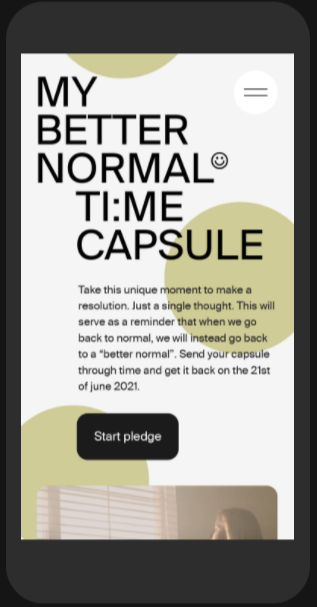 MY
BETTER
NORMAL☺
TI:ME
CAPSULE
Take this unique moment to make a
resolution. Just a single thought. This will
serve as a reminder that when we go
back to normal, we will instead go back
to a “better normal”. Send your capsule
through time and get it back on the 21st
of june 2021.
Start pledge